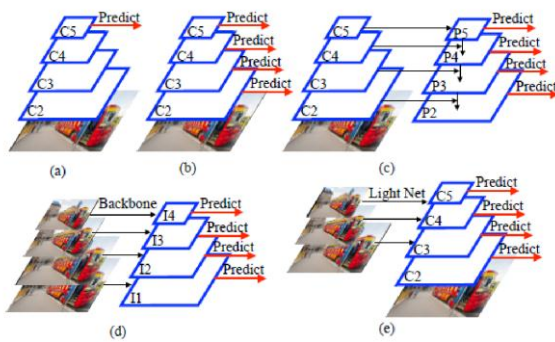 C5 Predict
C4
C3
C2
(a)
C5 Predict
C4 Predict
C3 Predict
C2 Predict
(b)
C5 P5 Predict
C4 P4 Predict
C3 P3 Predict
C2 P2 Predict
(c)
Backbone I4 Predict
I3 Predict
I2 Predict
I1 Predict
(d)
Light Net C5 Predict
C4 Predict
C3 Predict
C2 Predict
(e)